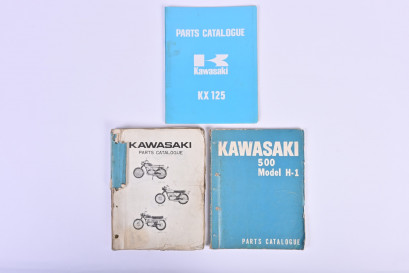 PARTS CATALOGUE
Kawasaki
KX 125
KAWASAKI
PARTS CATALOGUE
KAWASAKI
500
Model H-1
PARTS CATALOGUE